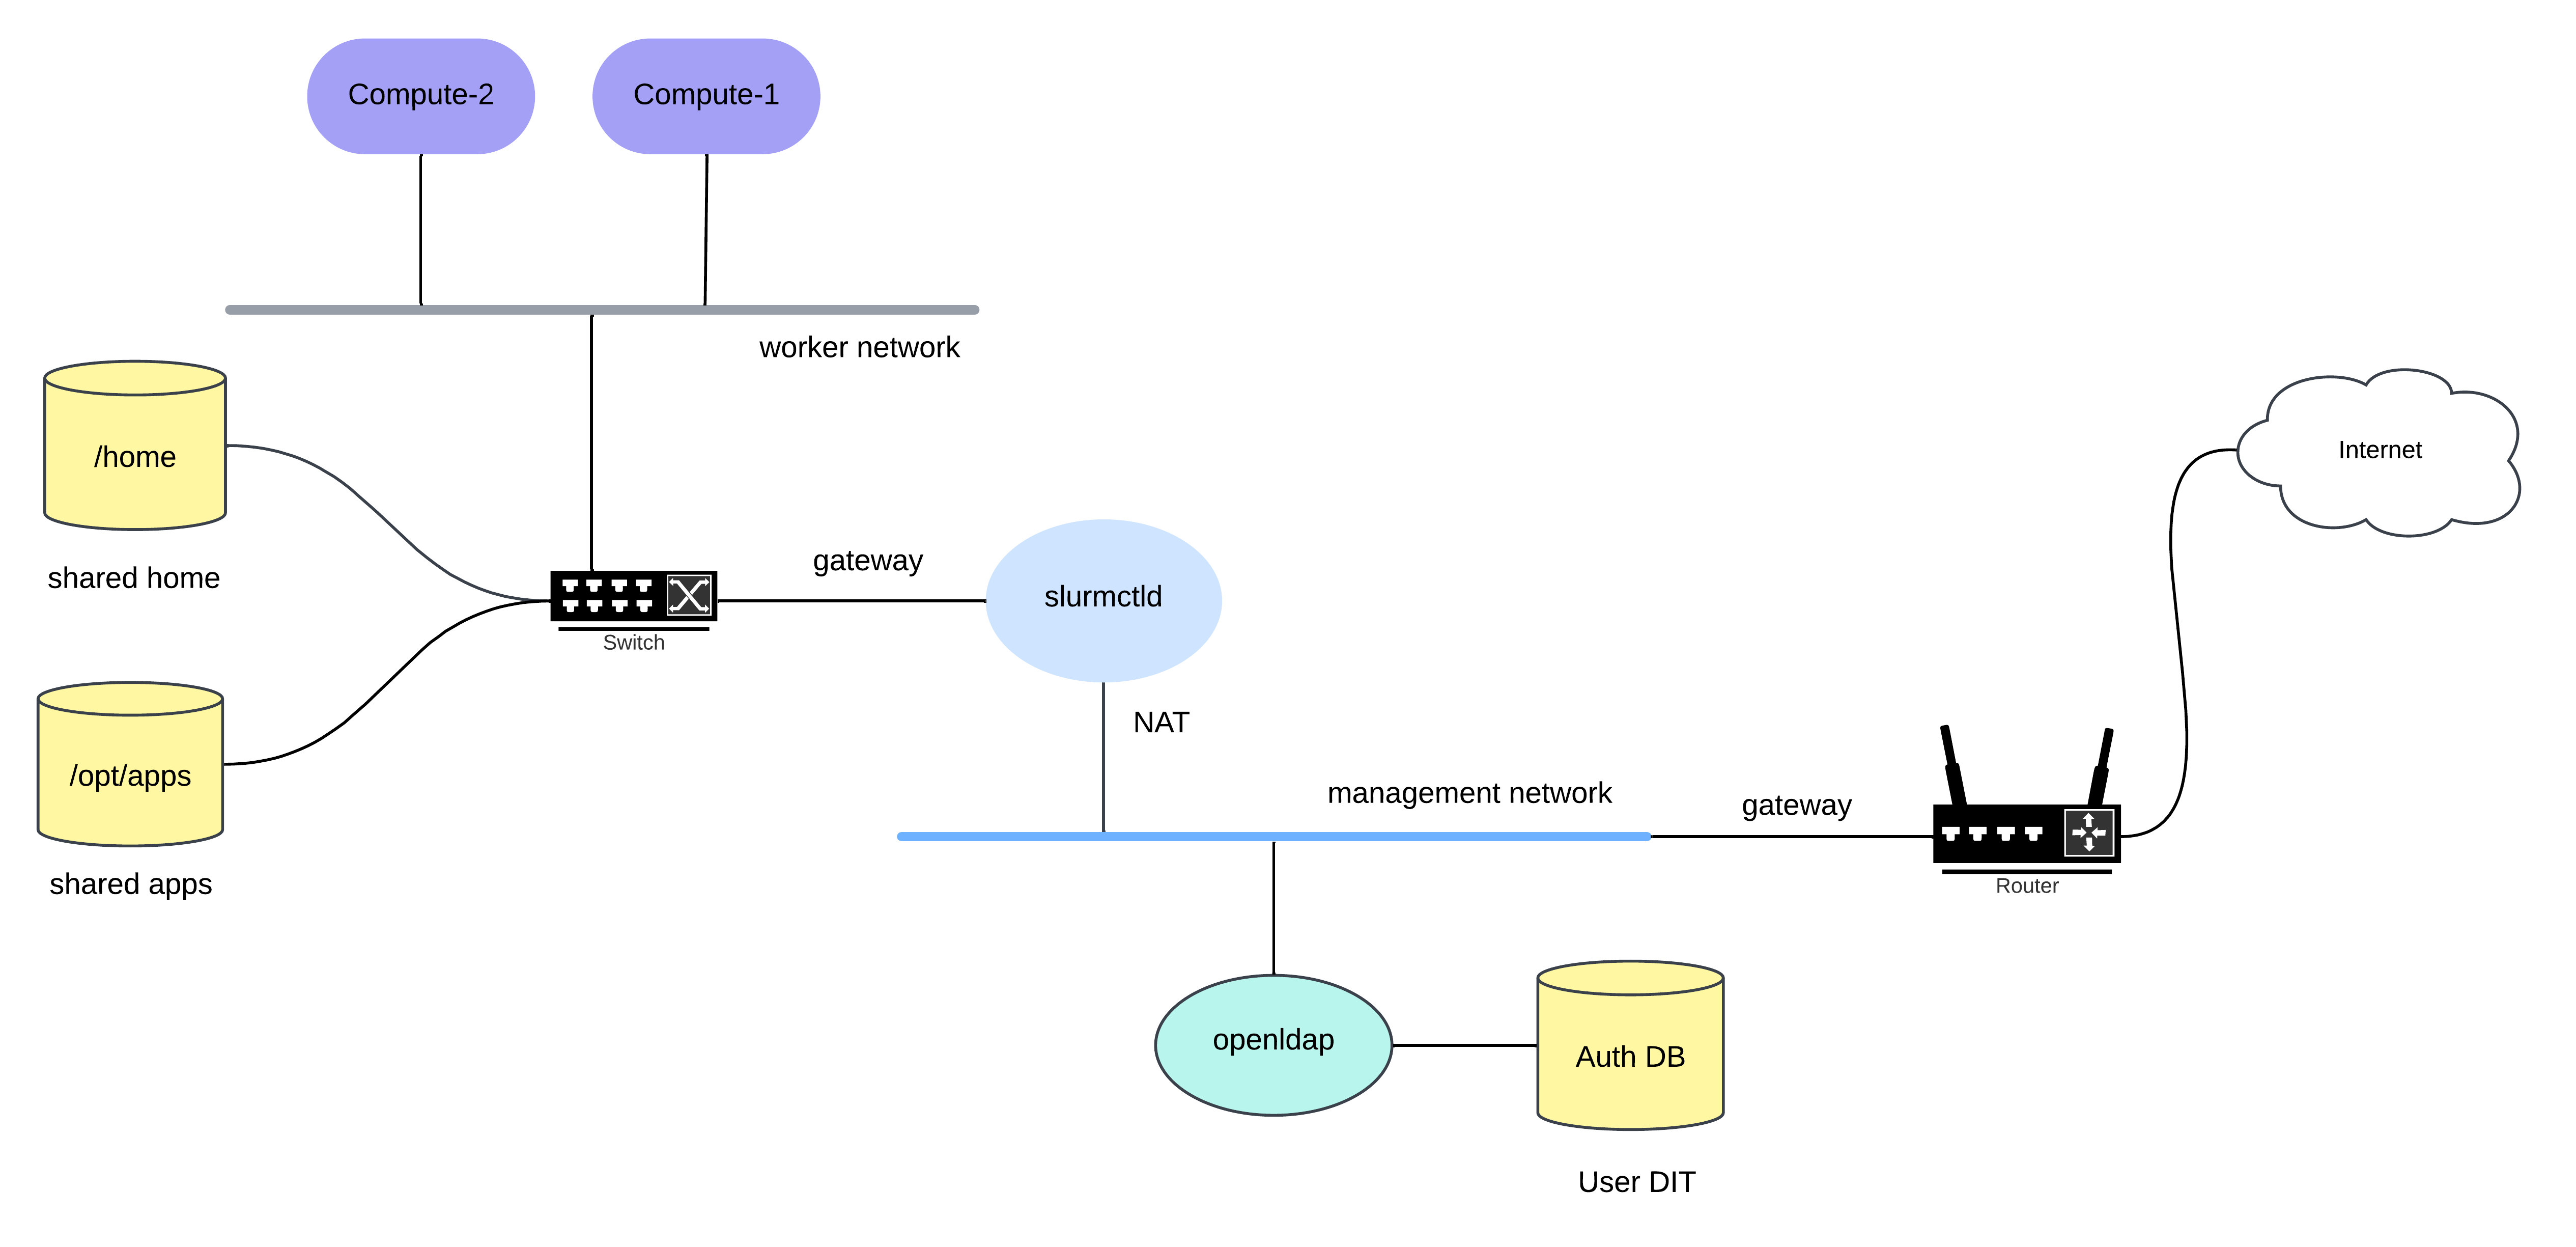 Compute-2
Compute-1
worker network
/home
shared home
Internet
gateway
slurmctld
Switch
NAT
/opt/apps
shared apps
management network
gateway
Router
openldap
Auth DB
User DIT